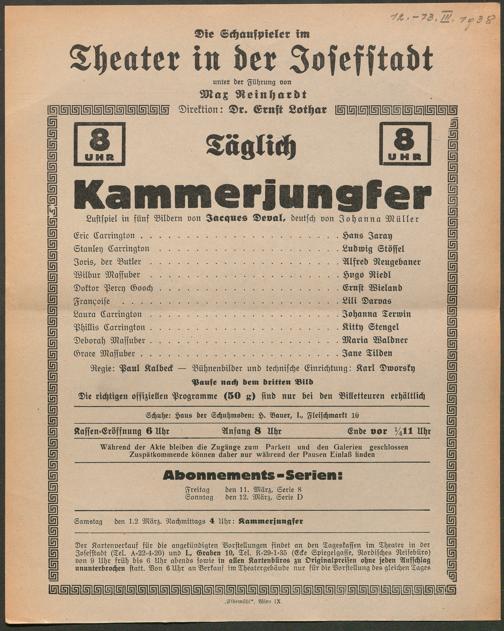 12.-13. III. 1938
Die Schauspieler im
Theater in der Josefstadt
unter der Führung von
Max Reinhardt
Direktion: Dr. Ernst Lothar
8 UHR Täglich 8 UHR
Kammerjungfer
Lustspiel in fünf Bildern von Jacques Deval, deutsch von Johanna Müller
Eric Carrington . . . Hans Jaray
Stanley Carrington . . . Ludwig Stössel
Joris, der Butler . . . Alfred Neugebauer
Wilbur Massuber . . . Hugo Riedl
Doktor Percy Gooch . . . Ernst Wieland
Françoise . . . Lili Darvas
Laura Carrington . . . Johanna Terwin
Phillis Carrington . . . Kitty Stengel
Deborah Massuber . . . Maria Waldner
Grace Massuber . . . Jane Tilden
Regie: Paul Kalbeck — Bühnenbilder und technische Einrichtung: Karl Dworsky
Pause nach dem dritten Bild
Die richtigen offiziellen Programme (50 g) sind nur bei den Billetteuren erhältlich
Schuhe: Haus der Schuhmoden: H. Bauer, I., Fleischmarkt 10
Kassen-Eröffnung 6 Uhr Anfang 8 Uhr Ende vor ¼11 Uhr
Während der Akte bleiben die Zugänge zum Parkett und den Galerien geschlossen
Zuspätkommende können daher nur während der Pausen Einlaß finden
Abonnements-Serien:
Freitag den 11. März, Serie 8
Sonntag den 12. März, Serie D
Samstag den 1.2 März. Nachmittags 4 Uhr: Kammerjungfer
Der Kartenverkauf für die angekündigten Vorstellungen findet an den Tageskassen im Theater in der
Josefstadt (Tel. A-22-4-20) und I., Graben 10, Tel. R-29-1-35 (Ecke Spiegelgasse, Nordisches Reisebüro)
von 9 Uhr früh bis 6 Uhr abends sowie in allen Kartenbüros zu Originalpreisen ohne jeden Aufschlag
ununterbrochen statt. Von 6 Uhr an Verkauf im Theatergebäude nur für die Vorstellung des gleichen Tages
„Elbemühl“, Wien IX.